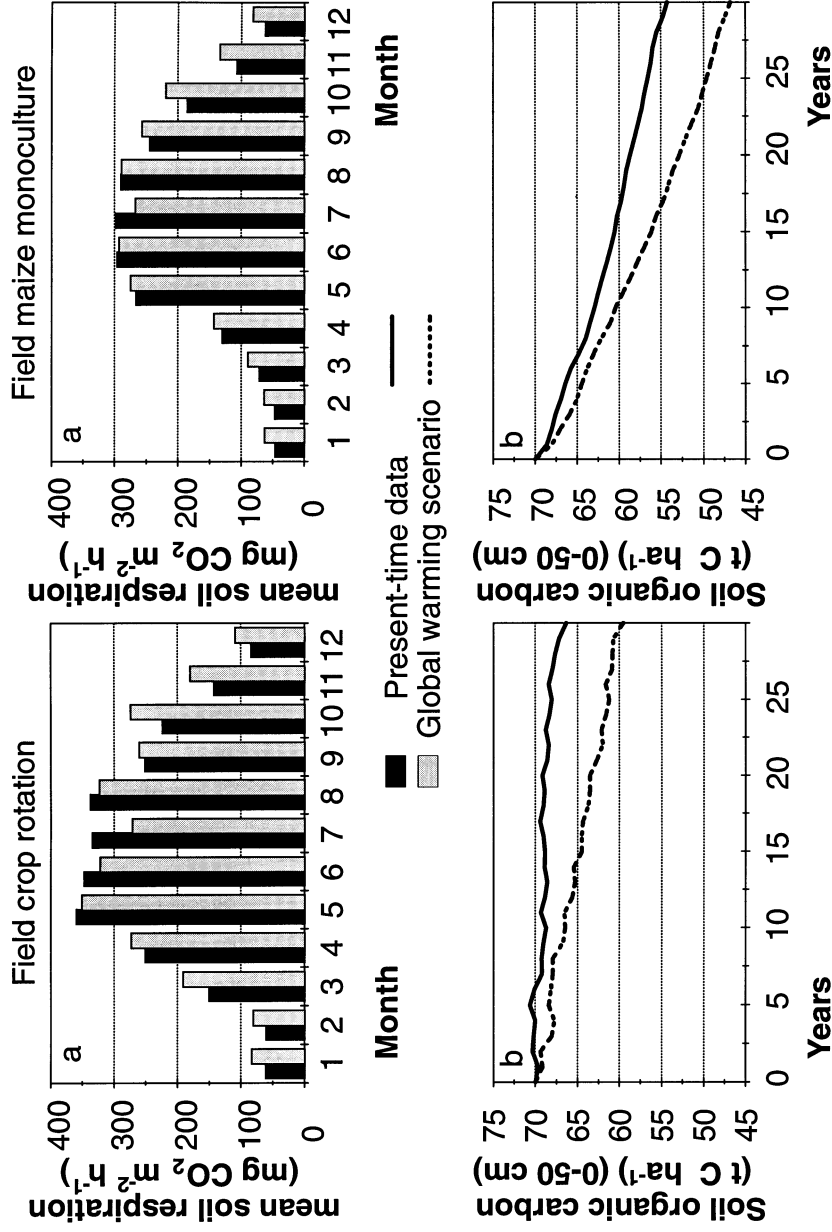 Field crop rotation
a
400
300
200
100
0
mean soil respiration
(mg CO₂ m⁻² h⁻¹)
1 2 3 4 5 6 7 8 9 10 11 12
Month
Field maize monoculture
a
400
300
200
100
0
mean soil respiration
(mg CO₂ m⁻² h⁻¹)
1 2 3 4 5 6 7 8 9 10 11 12
Month
Present-time data
Global warming scenario
b
75
70
65
60
55
50
45
Soil organic carbon
(t C ha⁻¹) (0-50 cm)
0 5 10 15 20 25
Years
b
75
70
65
60
55
50
45
Soil organic carbon
(t C ha⁻¹) (0-50 cm)
0 5 10 15 20 25
Years